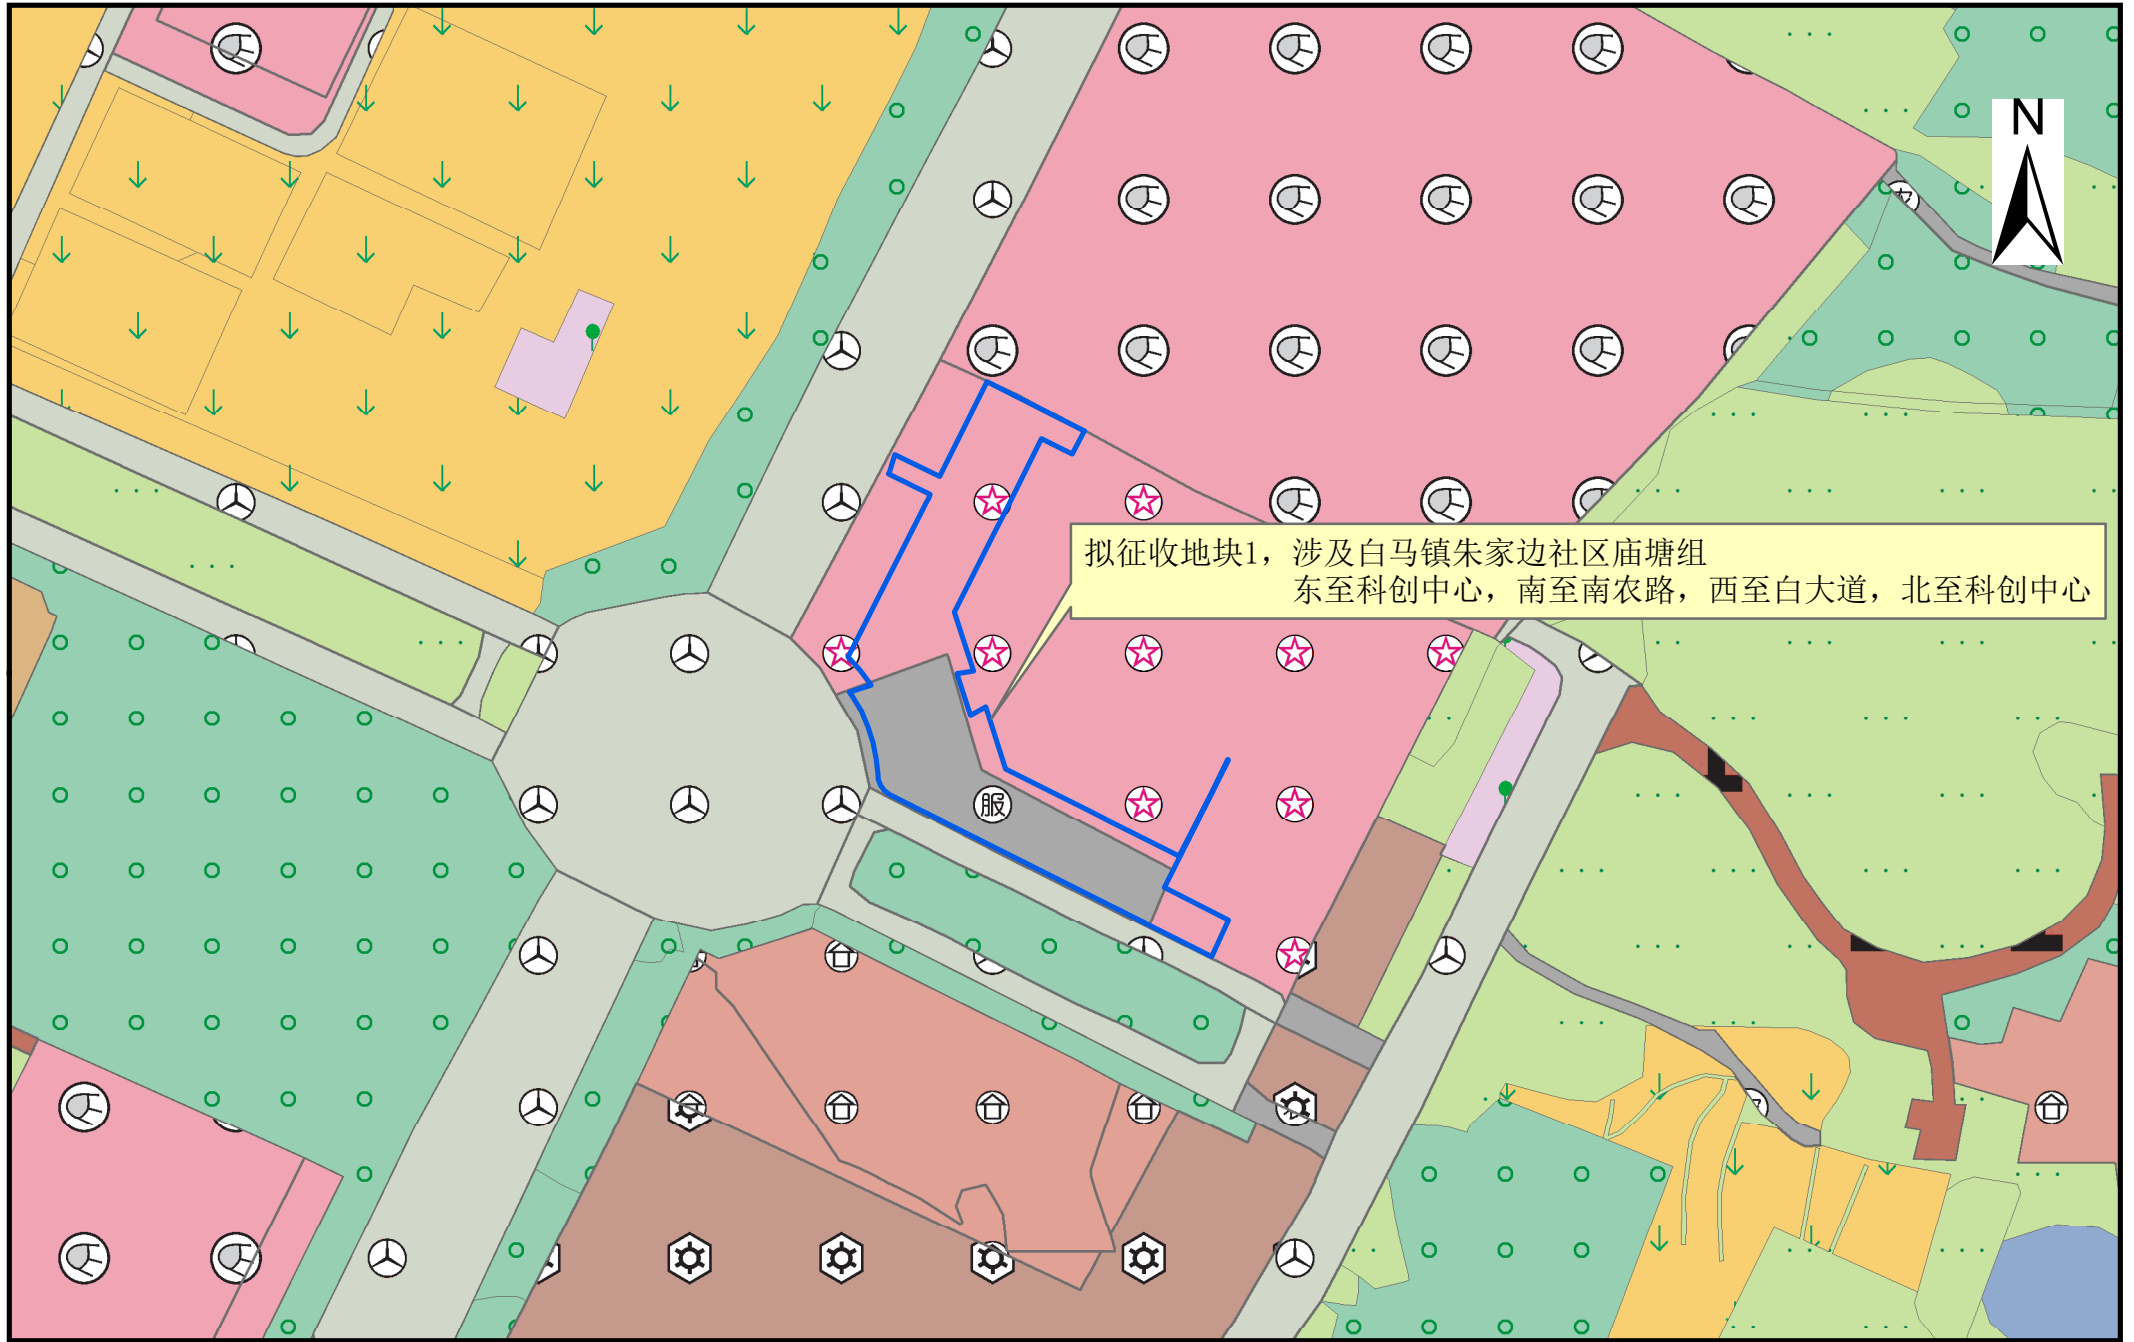 N
拟征收地块1，涉及白马镇朱家边社区庙塘组
东至科创中心，南至南农路，西至白大道，北至科创中心
服